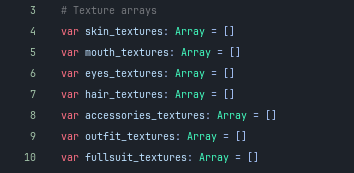 3 # Texture arrays
4 var skin_textures: Array = []
5 var mouth_textures: Array = []
6 var eyes_textures: Array = []
7 var hair_textures: Array = []
8 var accessories_textures: Array = []
9 var outfit_textures: Array = []
10 var fullsuit_textures: Array = []